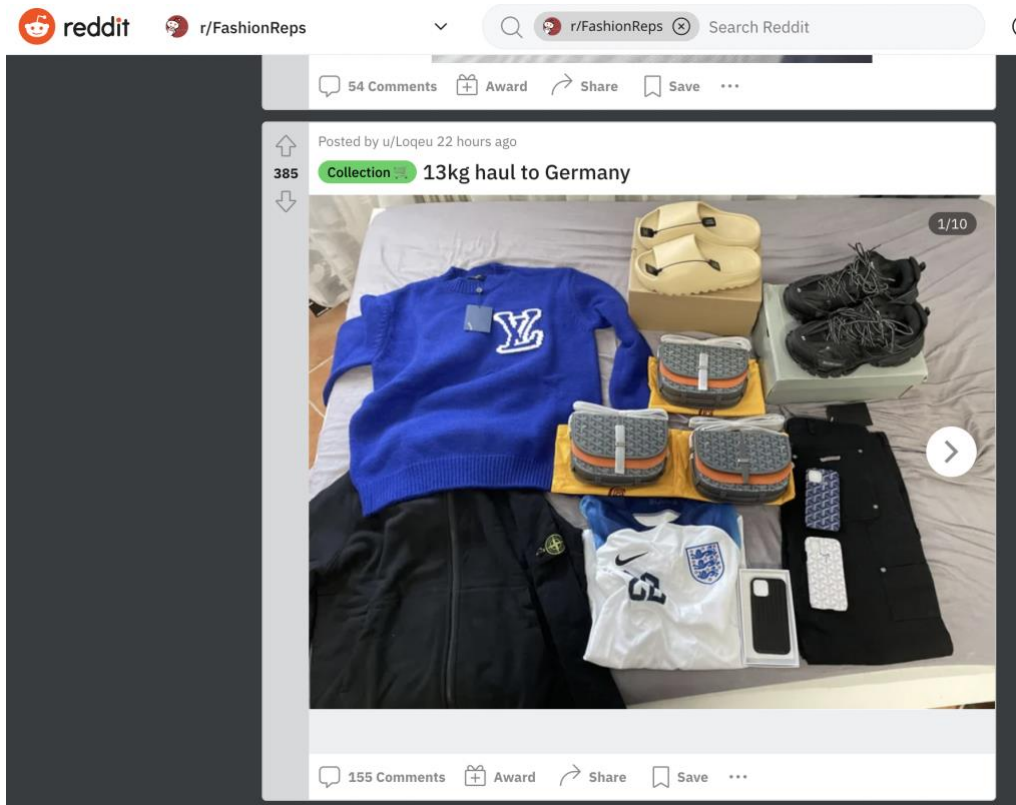 reddit
r/FashionReps
r/FashionReps
Search Reddit
54 Comments
Award
Share
Save
Posted by u/Loqeu 22 hours ago
385
Collection
13kg haul to Germany
1/10
LV
22
155 Comments
Award
Share
Save